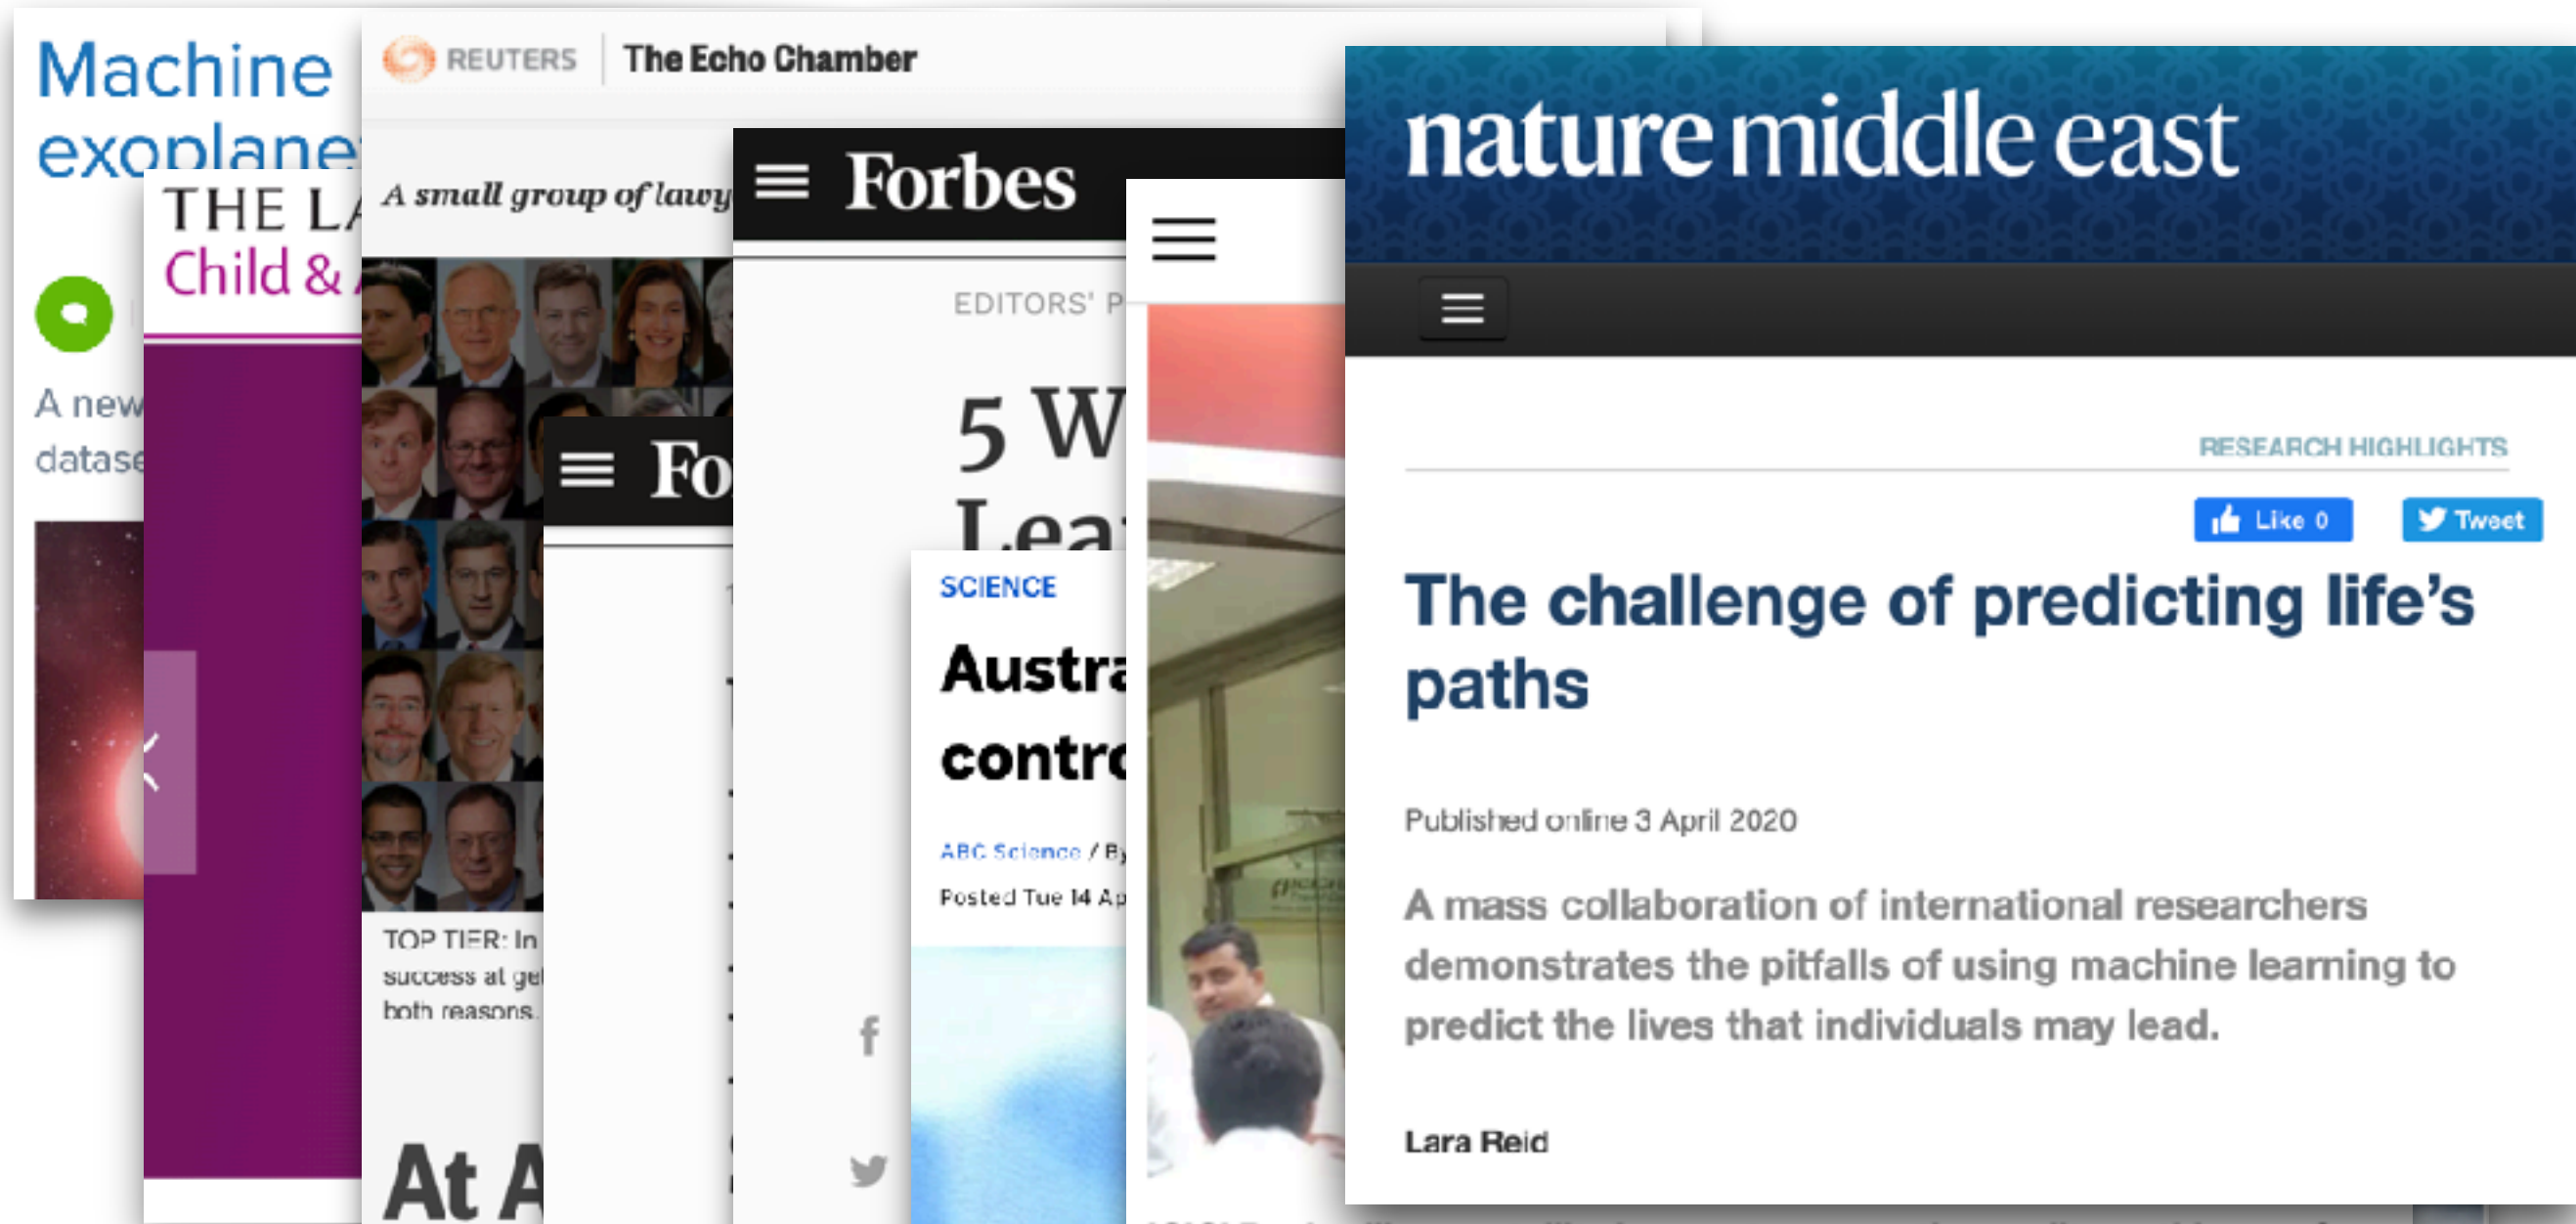 Machine
exoplane
A new
datase
THE LA
Child &
REUTERS The Echo Chamber
A small group of lawy
TOP TIER: In
success at ge
both reasons.
At A
Fo
Forbes
EDITORS' P
5 W
Lea
SCIENCE
Austra
contro
ABC Science / By
Posted Tue 14 Ap
nature middle east
RESEARCH HIGHLIGHTS
Like 0 Tweet
The challenge of predicting life's
paths
Published online 3 April 2020
A mass collaboration of international researchers
demonstrates the pitfalls of using machine learning to
predict the lives that individuals may lead.
Lara Reid